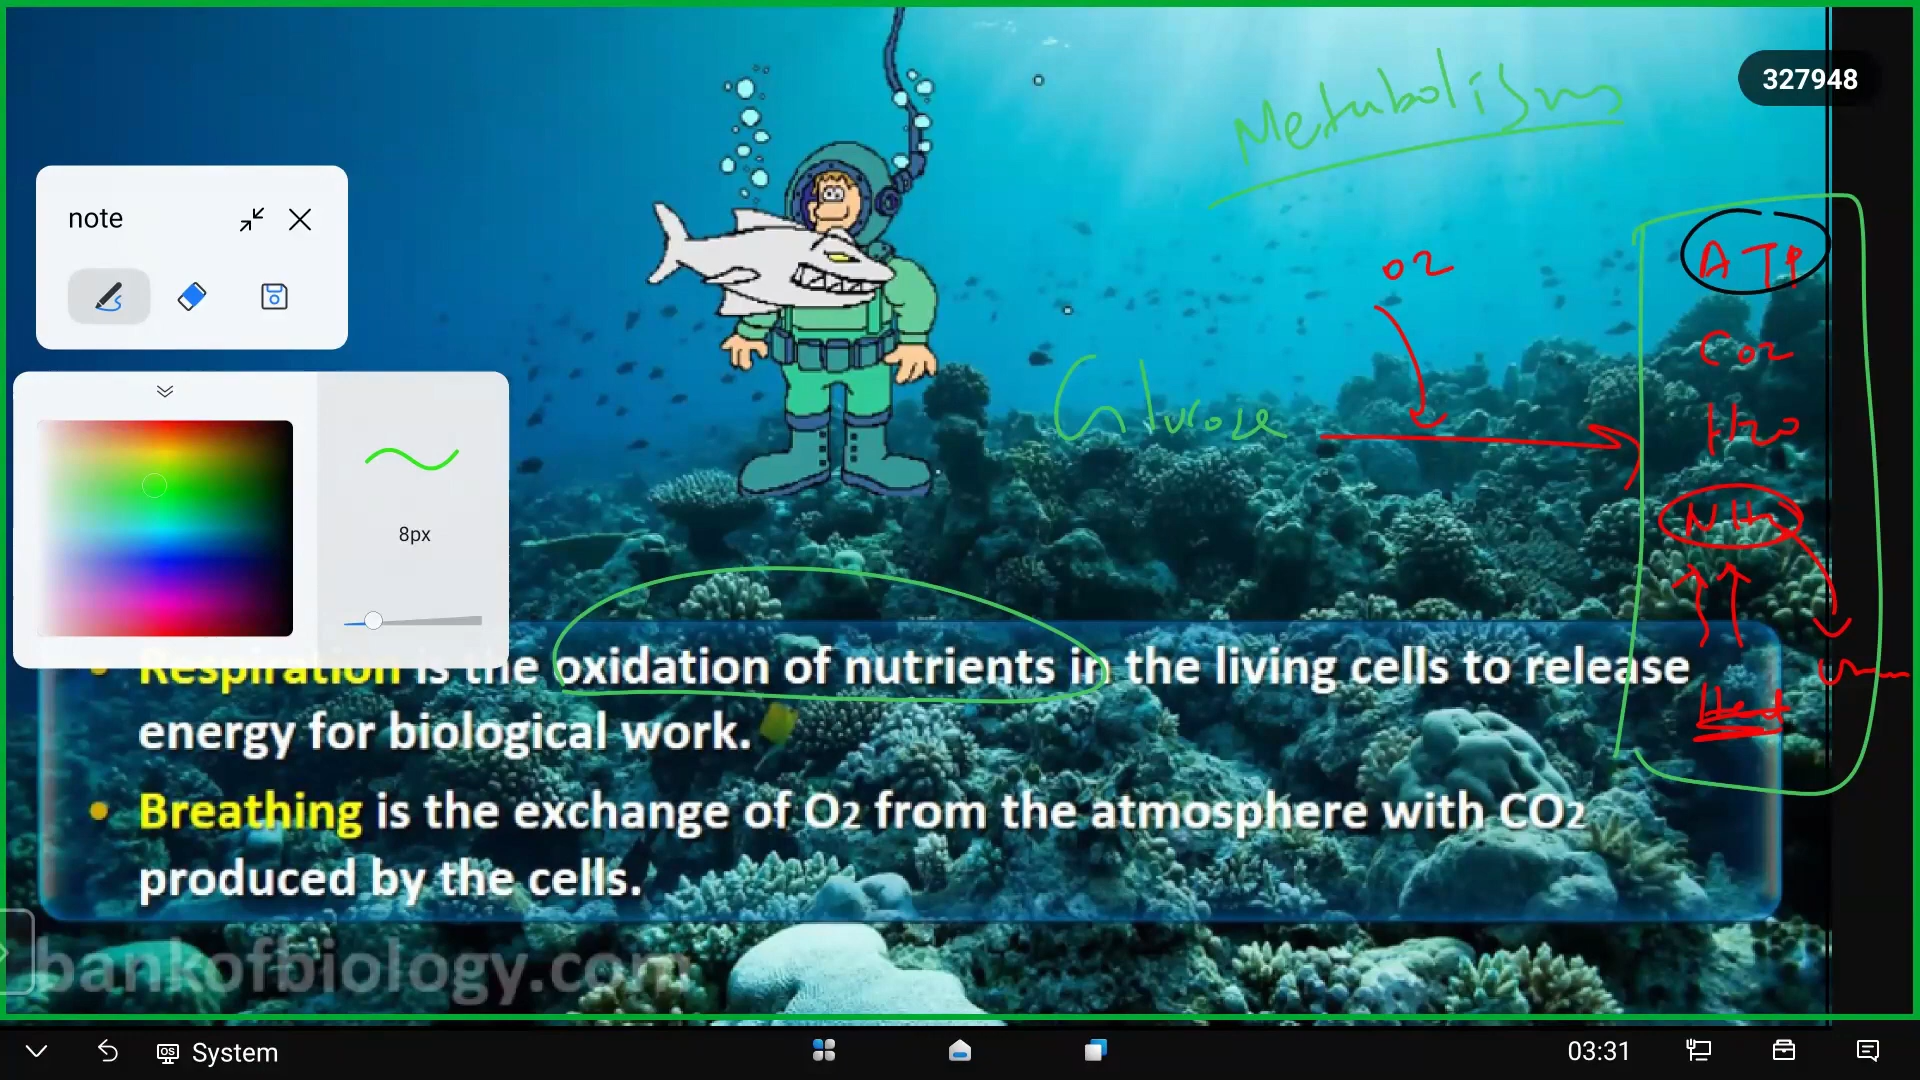 Metabolism
327948
note
ATP
O2
CO2
Glucose
H2O
NH3
8px
Heat
Respiration is the oxidation of nutrients in the living cells to release
energy for biological work.
Breathing is the exchange of O2 from the atmosphere with CO2
produced by the cells.
bankofbiology.com
System
03:31